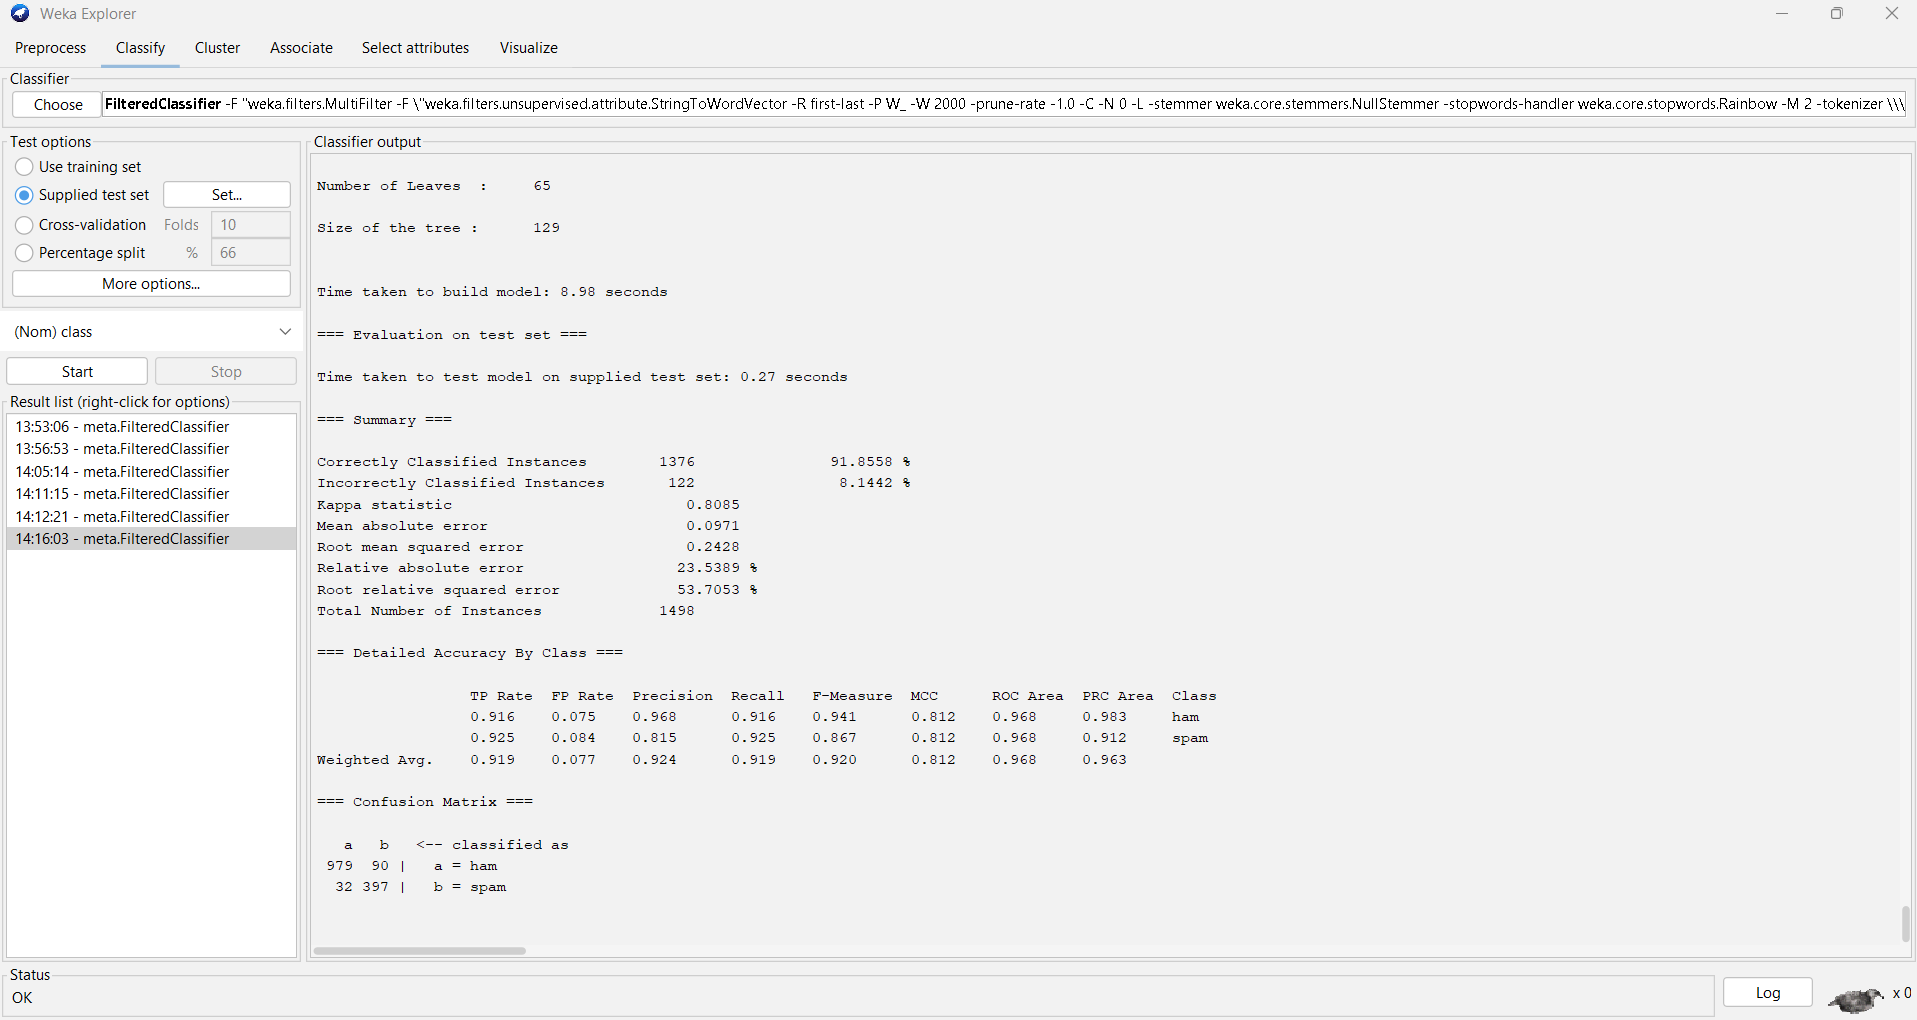 Weka Explorer
Preprocess Classify Cluster Associate Select attributes Visualize
Classifier
Choose FilteredClassifier -F "weka.filters.MultiFilter -F \"weka.filters.unsupervised.attribute.StringToWordVector -R first-last -P W_ -W 2000 -prune-rate -1.0 -C -N 0 -L -stemmer weka.core.stemmers.NullStemmer -stopwords-handler weka.core.stopwords.Rainbow -M 2 -tokenizer \\\
Test options
Use training set
Supplied test set Set...
Cross-validation Folds 10
Percentage split % 66
More options...
(Nom) class
Start Stop
Result list (right-click for options)
13:53:06 - meta.FilteredClassifier
13:56:53 - meta.FilteredClassifier
14:05:14 - meta.FilteredClassifier
14:11:15 - meta.FilteredClassifier
14:12:21 - meta.FilteredClassifier
14:16:03 - meta.FilteredClassifier
Classifier output
Number of Leaves : 65
Size of the tree : 129
Time taken to build model: 8.98 seconds
=== Evaluation on test set ===
Time taken to test model on supplied test set: 0.27 seconds
=== Summary ===
Correctly Classified Instances 1376 91.8558 %
Incorrectly Classified Instances 122 8.1442 %
Kappa statistic 0.8085
Mean absolute error 0.0971
Root mean squared error 0.2428
Relative absolute error 23.5389 %
Root relative squared error 53.7053 %
Total Number of Instances 1498
=== Detailed Accuracy By Class ===
TP Rate FP Rate Precision Recall F-Measure MCC ROC Area PRC Area Class
0.916 0.075 0.968 0.916 0.941 0.812 0.968 0.983 ham
0.925 0.084 0.815 0.925 0.867 0.812 0.968 0.912 spam
Weighted Avg. 0.919 0.077 0.924 0.919 0.920 0.812 0.968 0.963
=== Confusion Matrix ===
a b <-- classified as
979 90 | a = ham
32 397 | b = spam
Status
OK
Log x 0